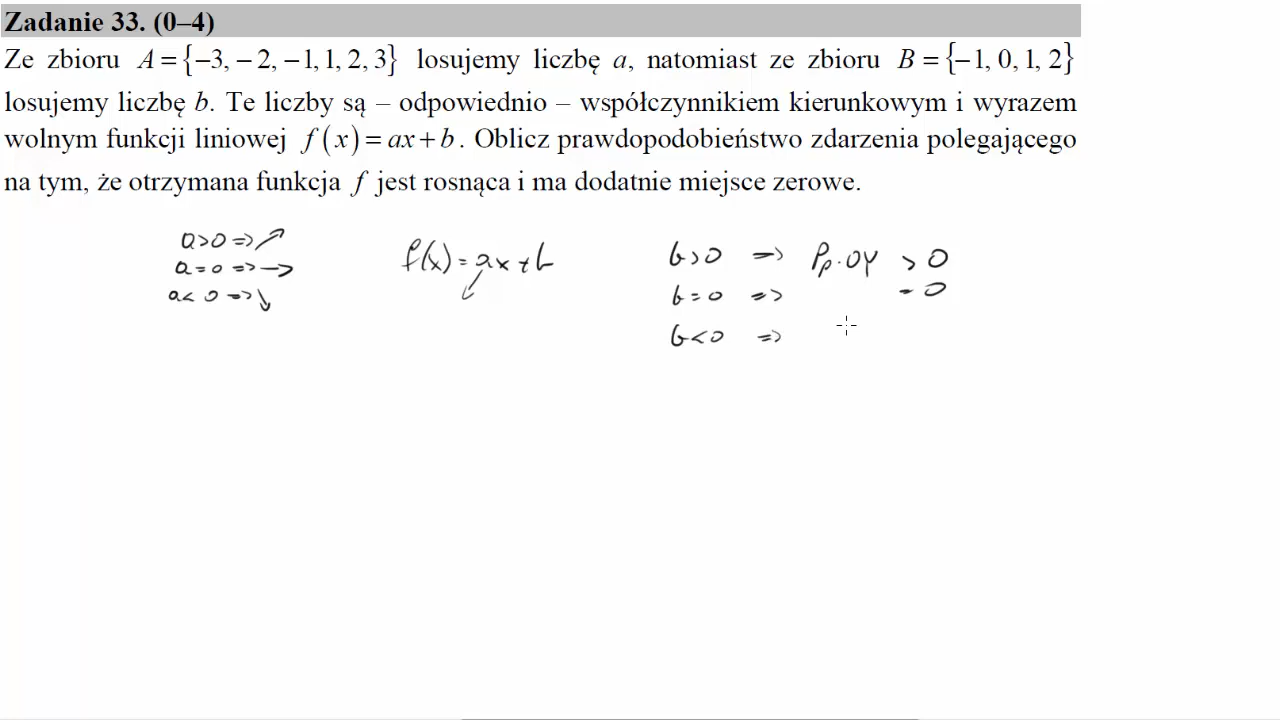 Zadanie 33. (0–4)
Ze zbioru A = {–3, – 2, –1, 1, 2, 3} losujemy liczbę a, natomiast ze zbioru B = {–1, 0, 1, 2}
losujemy liczbę b. Te liczby są – odpowiednio – współczynnikiem kierunkowym i wyrazem
wolnym funkcji liniowej f(x) = ax + b. Oblicz prawdopodobieństwo zdarzenia polegającego
na tym, że otrzymana funkcja f jest rosnąca i ma dodatnie miejsce zerowe.
a>0 => ↗
a=0 => →
a<0 => ↘
f(x) = ax + b
b>0 => Pp. OY > 0
b=0 => = 0
b<0 =>